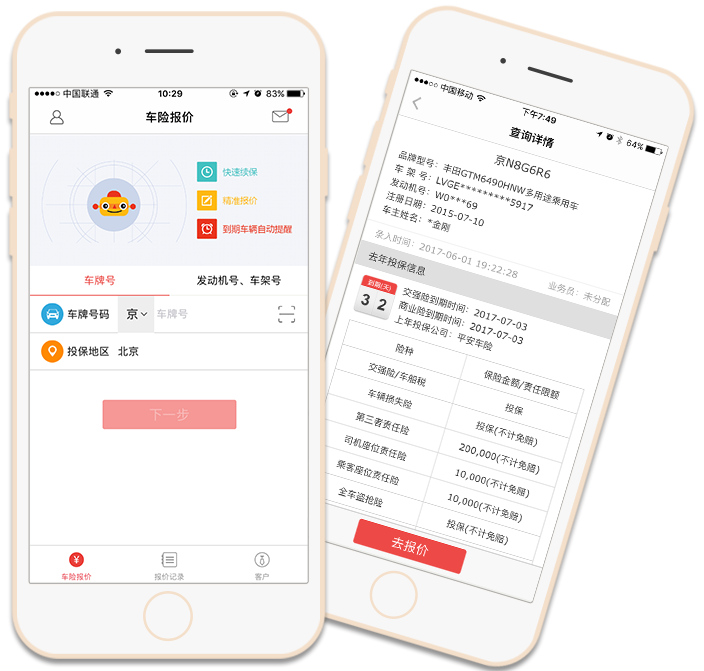 中国联通
10:29
83%
车险报价
快速续保
精准报价
到期车辆自动提醒
车牌号
发动机号、车架号
车牌号码
京
车牌号
投保地区
北京
下一步
¥
车险报价
报价记录
客户
中国移动
下午7:49
64%
查询详情
京N8G6R6
品牌型号：丰田GTM6490HNW多用途乘用车
车 架 号：LVGE*********5917
发动机号：W0***69
注册日期：2015-07-10
车主姓名：*金刚
录入时间：2017-06-01 19:22:28
业务员：未分配
去年投保信息
到期(天)
3 2
交强险到期时间：2017-07-03
商业险到期时间：2017-07-03
上年投保公司：平安车险
险种
保险金额/责任限额
交强险/车船税
投保
车辆损失险
投保(不计免赔)
第三者责任险
200,000(不计免赔)
司机座位责任险
10,000(不计免赔)
乘客座位责任险
10,000(不计免赔)
全车盗抢险
投保(不计免赔)
去报价